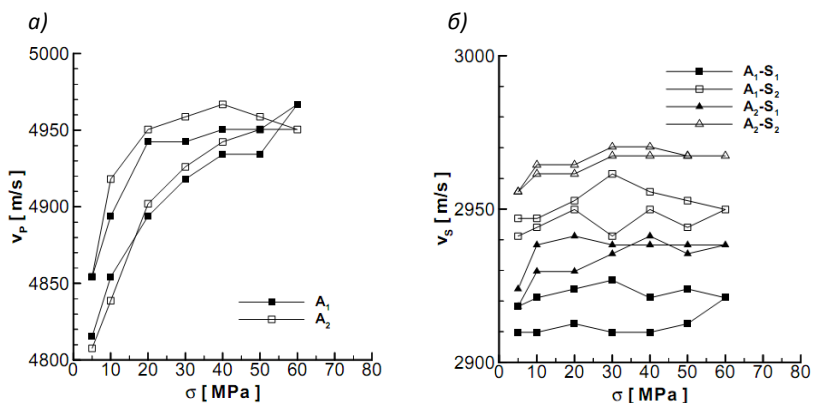 а)
5000
4950
4900
4850
4800
v_P [ m/s ]
0 10 20 30 40 50 60 70 80
σ [ MPa ]
A₁
A₂
б)
3000
2950
2900
v_S [ m/s ]
0 10 20 30 40 50 60 70 80
σ [ MPa ]
A₁-S₁
A₁-S₂
A₂-S₁
A₂-S₂